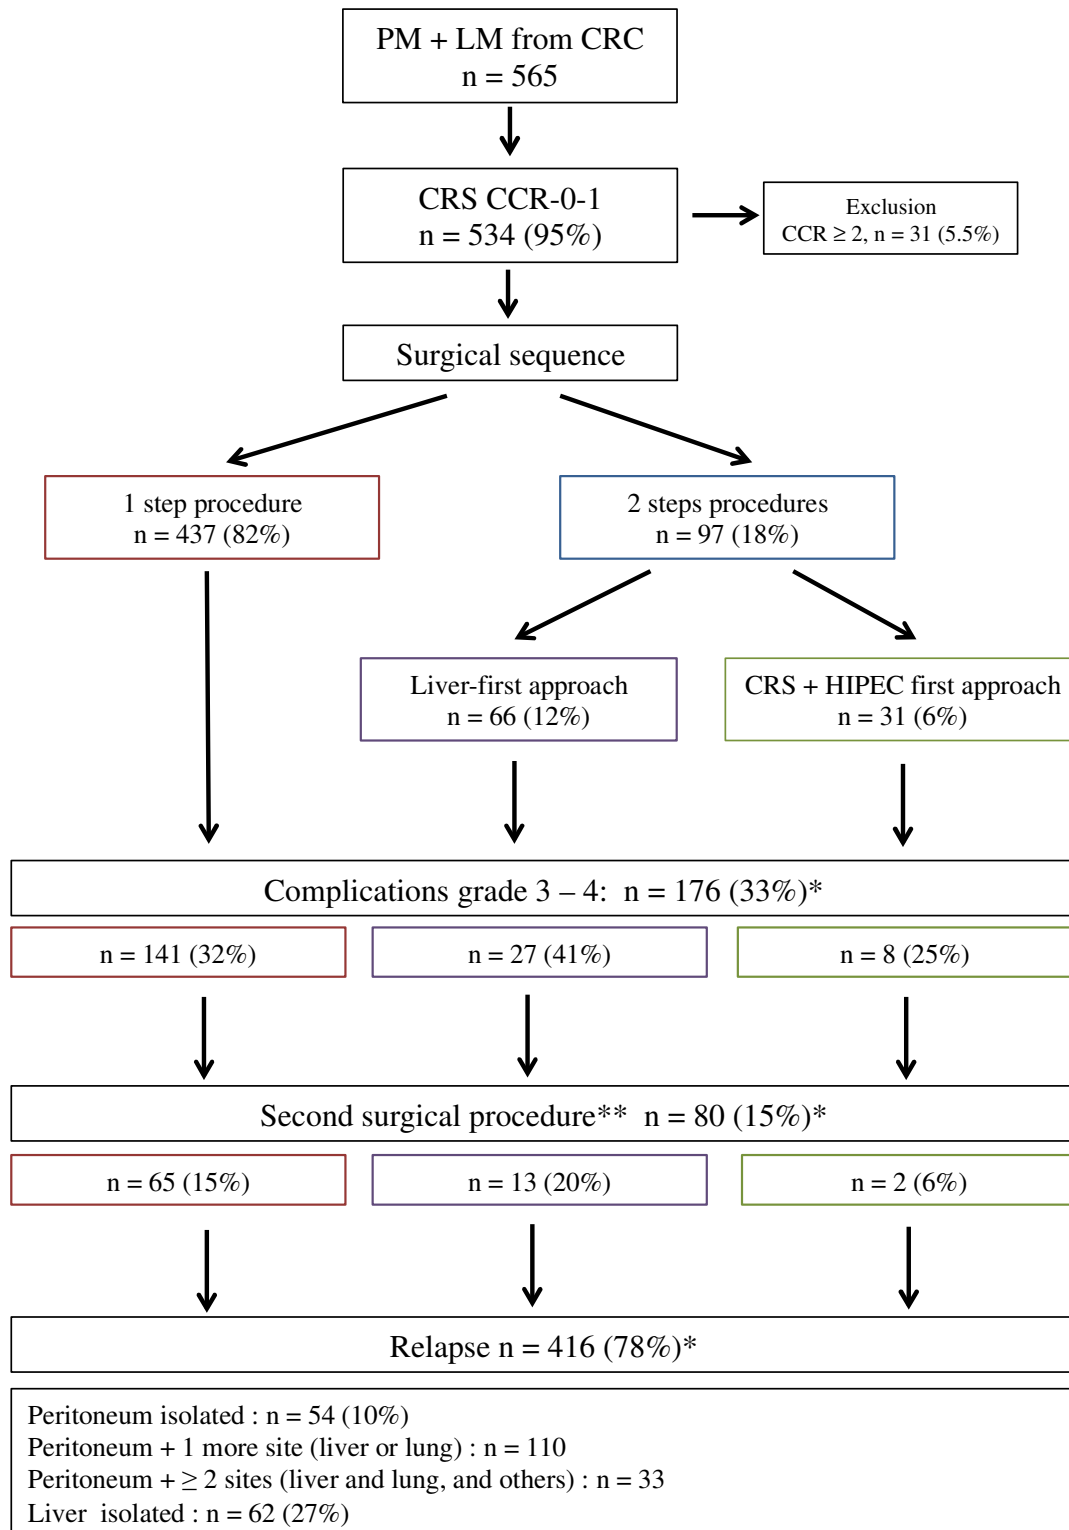 PM + LM from CRC
n = 565
CRS CCR-0-1
n = 534 (95%)
Exclusion
CCR ≥ 2, n = 31 (5.5%)
Surgical sequence
1 step procedure
n = 437 (82%)
2 steps procedures
n = 97 (18%)
Liver-first approach
n = 66 (12%)
CRS + HIPEC first approach
n = 31 (6%)
Complications grade 3 – 4:  n = 176 (33%)*
n = 141 (32%)
n = 27 (41%)
n = 8 (25%)
Second surgical procedure**  n = 80 (15%)*
n = 65 (15%)
n = 13 (20%)
n = 2 (6%)
Relapse n = 416 (78%)*
Peritoneum isolated : n = 54 (10%)
Peritoneum + 1 more site (liver or lung) : n = 110
Peritoneum + ≥ 2 sites (liver and lung, and others) : n = 33
Liver  isolated : n = 62 (27%)